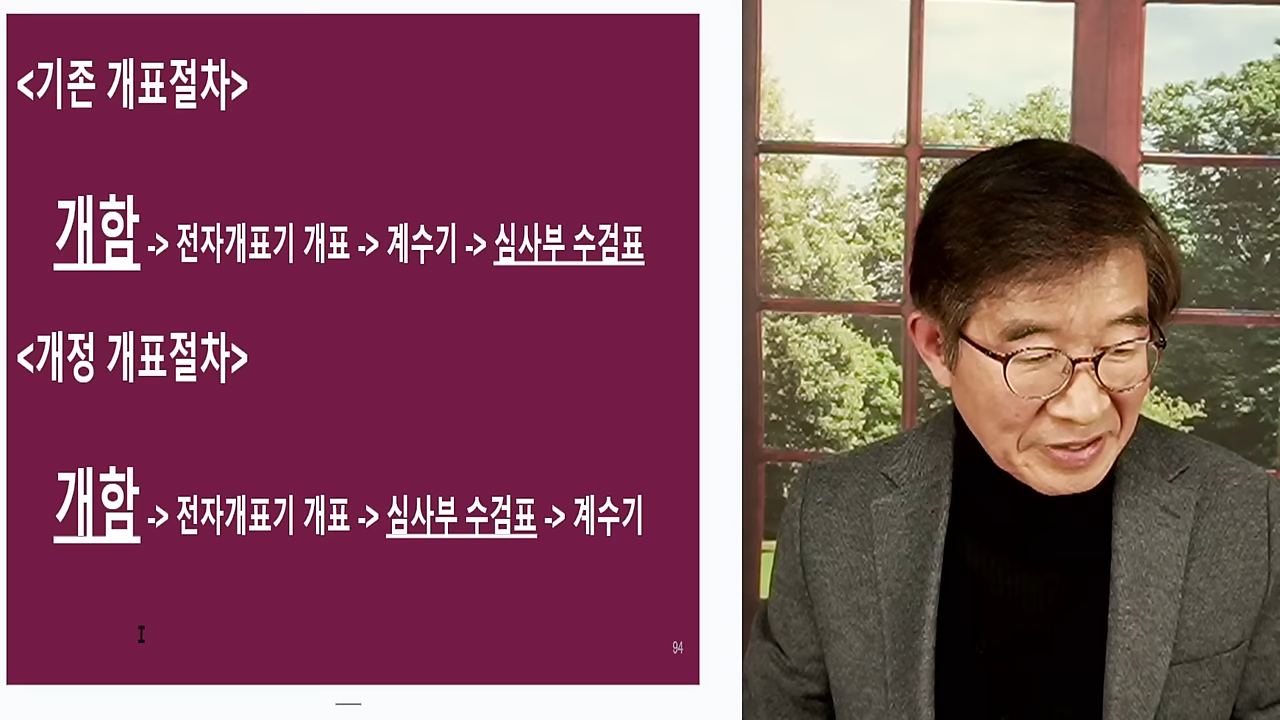 <기존 개표절차>
개함 -> 전자개표기 개표 -> 계수기 -> 심사부 수검표
<개정 개표절차>
개함 -> 전자개표기 개표 -> 심사부 수검표 -> 계수기
94